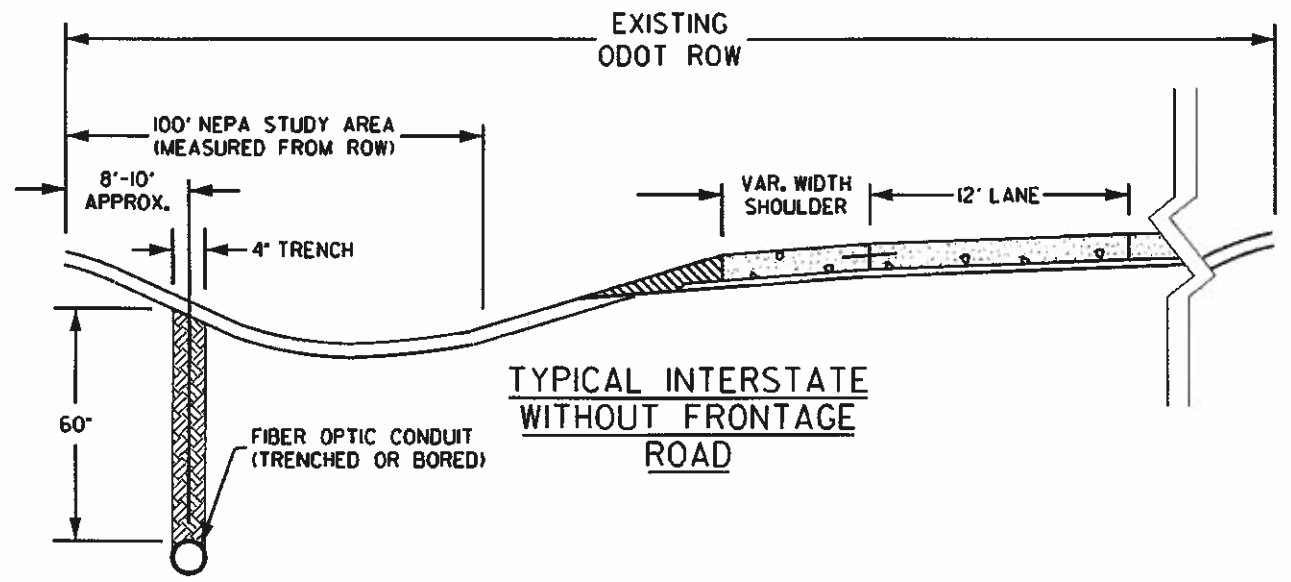 EXISTING
ODOT ROW
100' NEPA STUDY AREA
(MEASURED FROM ROW)
8'-10'
APPROX.
VAR. WIDTH
SHOULDER
12' LANE
4" TRENCH
60"
FIBER OPTIC CONDUIT
(TRENCHED OR BORED)
TYPICAL INTERSTATE
WITHOUT FRONTAGE
ROAD